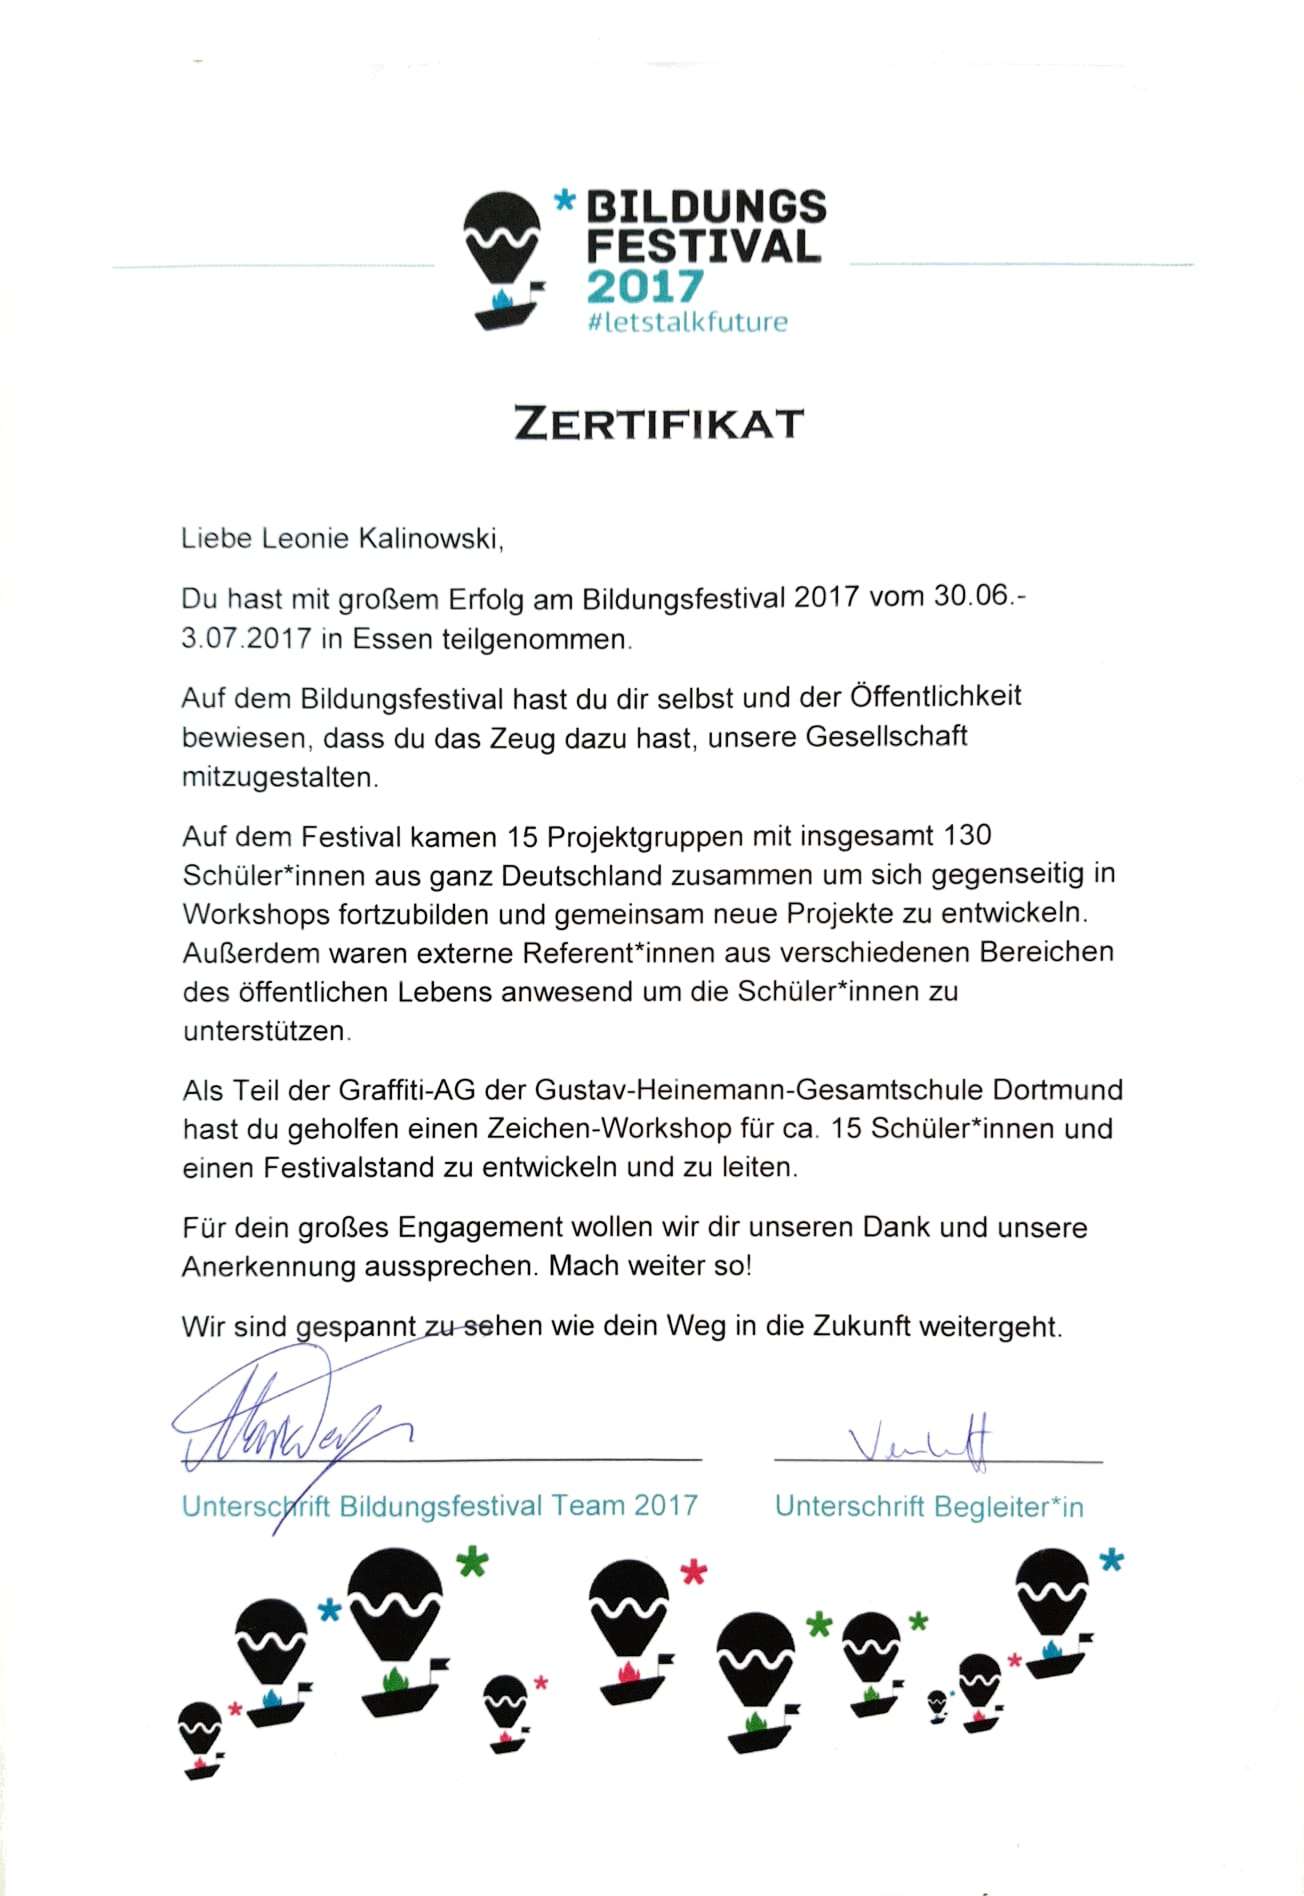 * BILDUNGS
FESTIVAL
2017
#letstalkfuture
ZERTIFIKAT
Liebe Leonie Kalinowski,
Du hast mit großem Erfolg am Bildungsfestival 2017 vom 30.06.-
3.07.2017 in Essen teilgenommen.
Auf dem Bildungsfestival hast du dir selbst und der Öffentlichkeit
bewiesen, dass du das Zeug dazu hast, unsere Gesellschaft
mitzugestalten.
Auf dem Festival kamen 15 Projektgruppen mit insgesamt 130
Schüler*innen aus ganz Deutschland zusammen um sich gegenseitig in
Workshops fortzubilden und gemeinsam neue Projekte zu entwickeln.
Außerdem waren externe Referent*innen aus verschiedenen Bereichen
des öffentlichen Lebens anwesend um die Schüler*innen zu
unterstützen.
Als Teil der Graffiti-AG der Gustav-Heinemann-Gesamtschule Dortmund
hast du geholfen einen Zeichen-Workshop für ca. 15 Schüler*innen und
einen Festivalstand zu entwickeln und zu leiten.
Für dein großes Engagement wollen wir dir unseren Dank und unsere
Anerkennung aussprechen. Mach weiter so!
Wir sind gespannt zu sehen wie dein Weg in die Zukunft weitergeht.
Unterschrift Bildungsfestival Team 2017
Unterschrift Begleiter*in